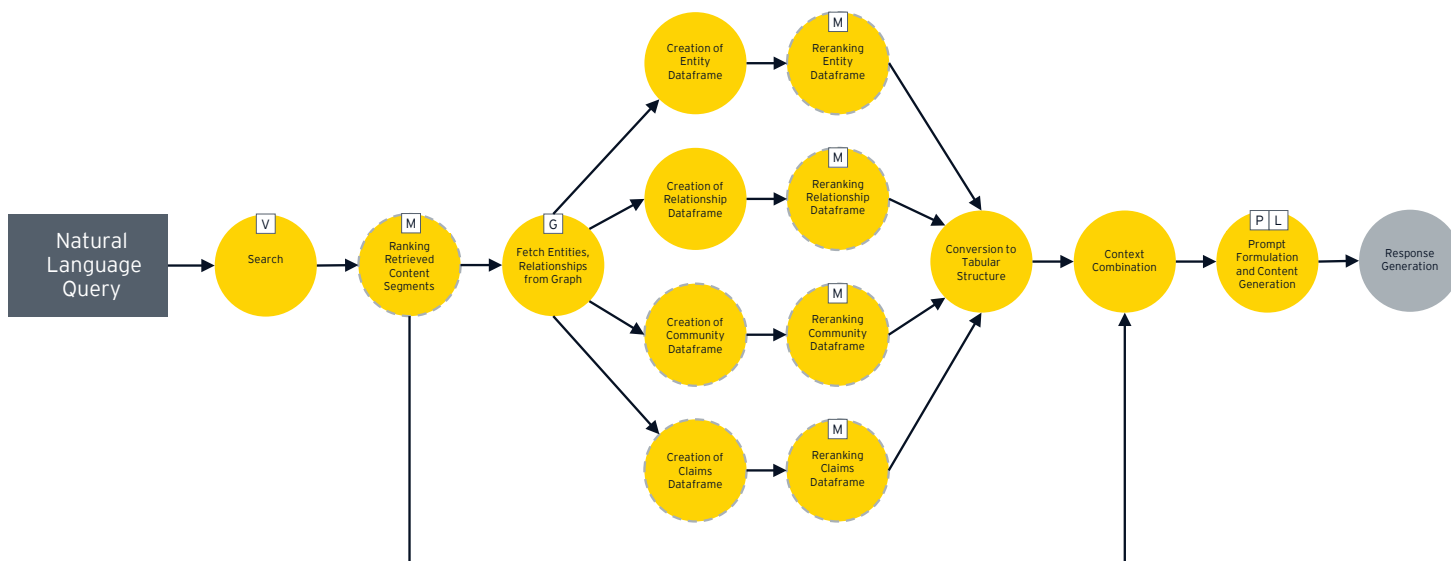 Natural
Language
Query
V
Search
M
Ranking
Retrieved
Content
Segments
G
Fetch Entities,
Relationships
from Graph
Creation of
Entity
Dataframe
M
Reranking
Entity
Dataframe
Creation of
Relationship
Dataframe
M
Reranking
Relationship
Dataframe
Creation of
Community
Dataframe
M
Reranking
Community
Dataframe
Creation of
Claims
Dataframe
M
Reranking
Claims
Dataframe
Conversion to
Tabular
Structure
Context
Combination
P L
Prompt
Formulation
and Content
Generation
Response
Generation